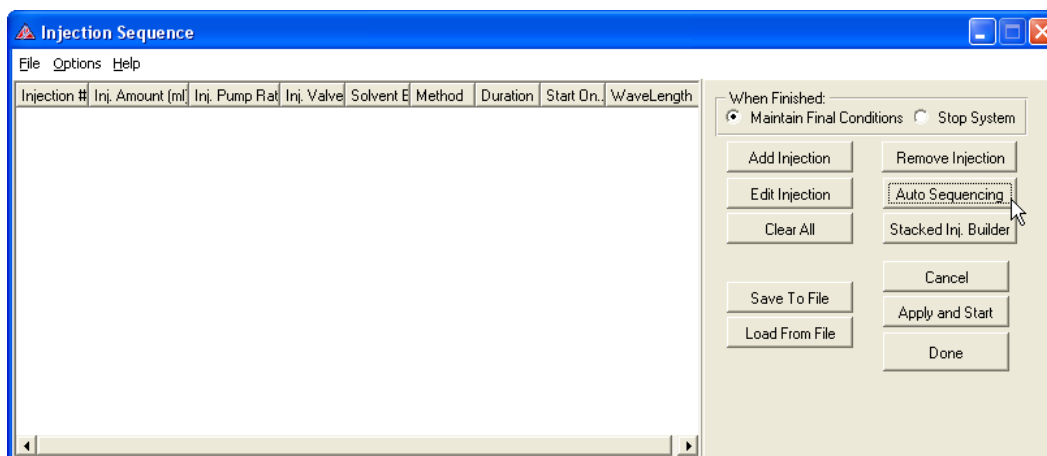 Injection Sequence
File Options Help
Injection # Inj. Amount (ml) Inj. Pump Rat Inj. Valve Solvent E Method Duration Start On.. WaveLength
When Finished:
Maintain Final Conditions Stop System
Add Injection Remove Injection
Edit Injection Auto Sequencing
Clear All Stacked Inj. Builder
Cancel
Save To File
Apply and Start
Load From File
Done